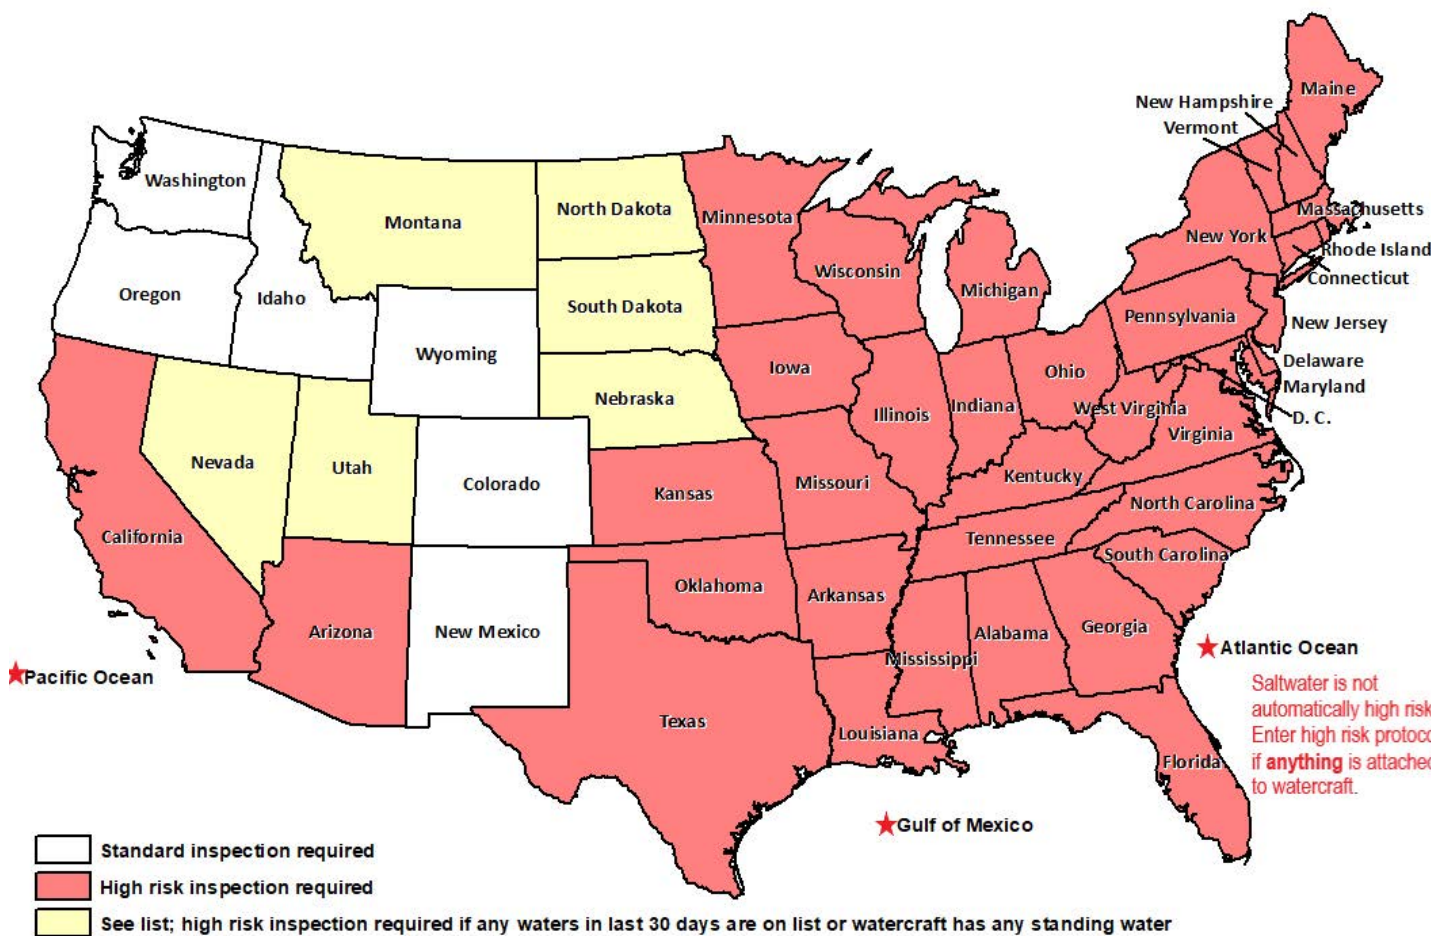 Maine
New Hampshire
Vermont
Washington
Montana
North Dakota
Minnesota
Massachusetts
New York
Rhode Island
Connecticut
Oregon
Idaho
Wisconsin
Michigan
South Dakota
Pennsylvania
New Jersey
Wyoming
Iowa
Ohio
Delaware
Maryland
Nebraska
Illinois
Indiana
West Virginia
D. C.
Virginia
Nevada
Utah
Colorado
Kansas
Missouri
Kentucky
North Carolina
California
Tennessee
South Carolina
Oklahoma
Arkansas
Arizona
New Mexico
Alabama
Georgia
Mississippi
Atlantic Ocean
Pacific Ocean
Saltwater is not
automatically high risk
Enter high risk protoco
if anything is attached
to watercraft.
Texas
Louisiana
Florida
Gulf of Mexico
Standard inspection required
High risk inspection required
See list; high risk inspection required if any waters in last 30 days are on list or watercraft has any standing water